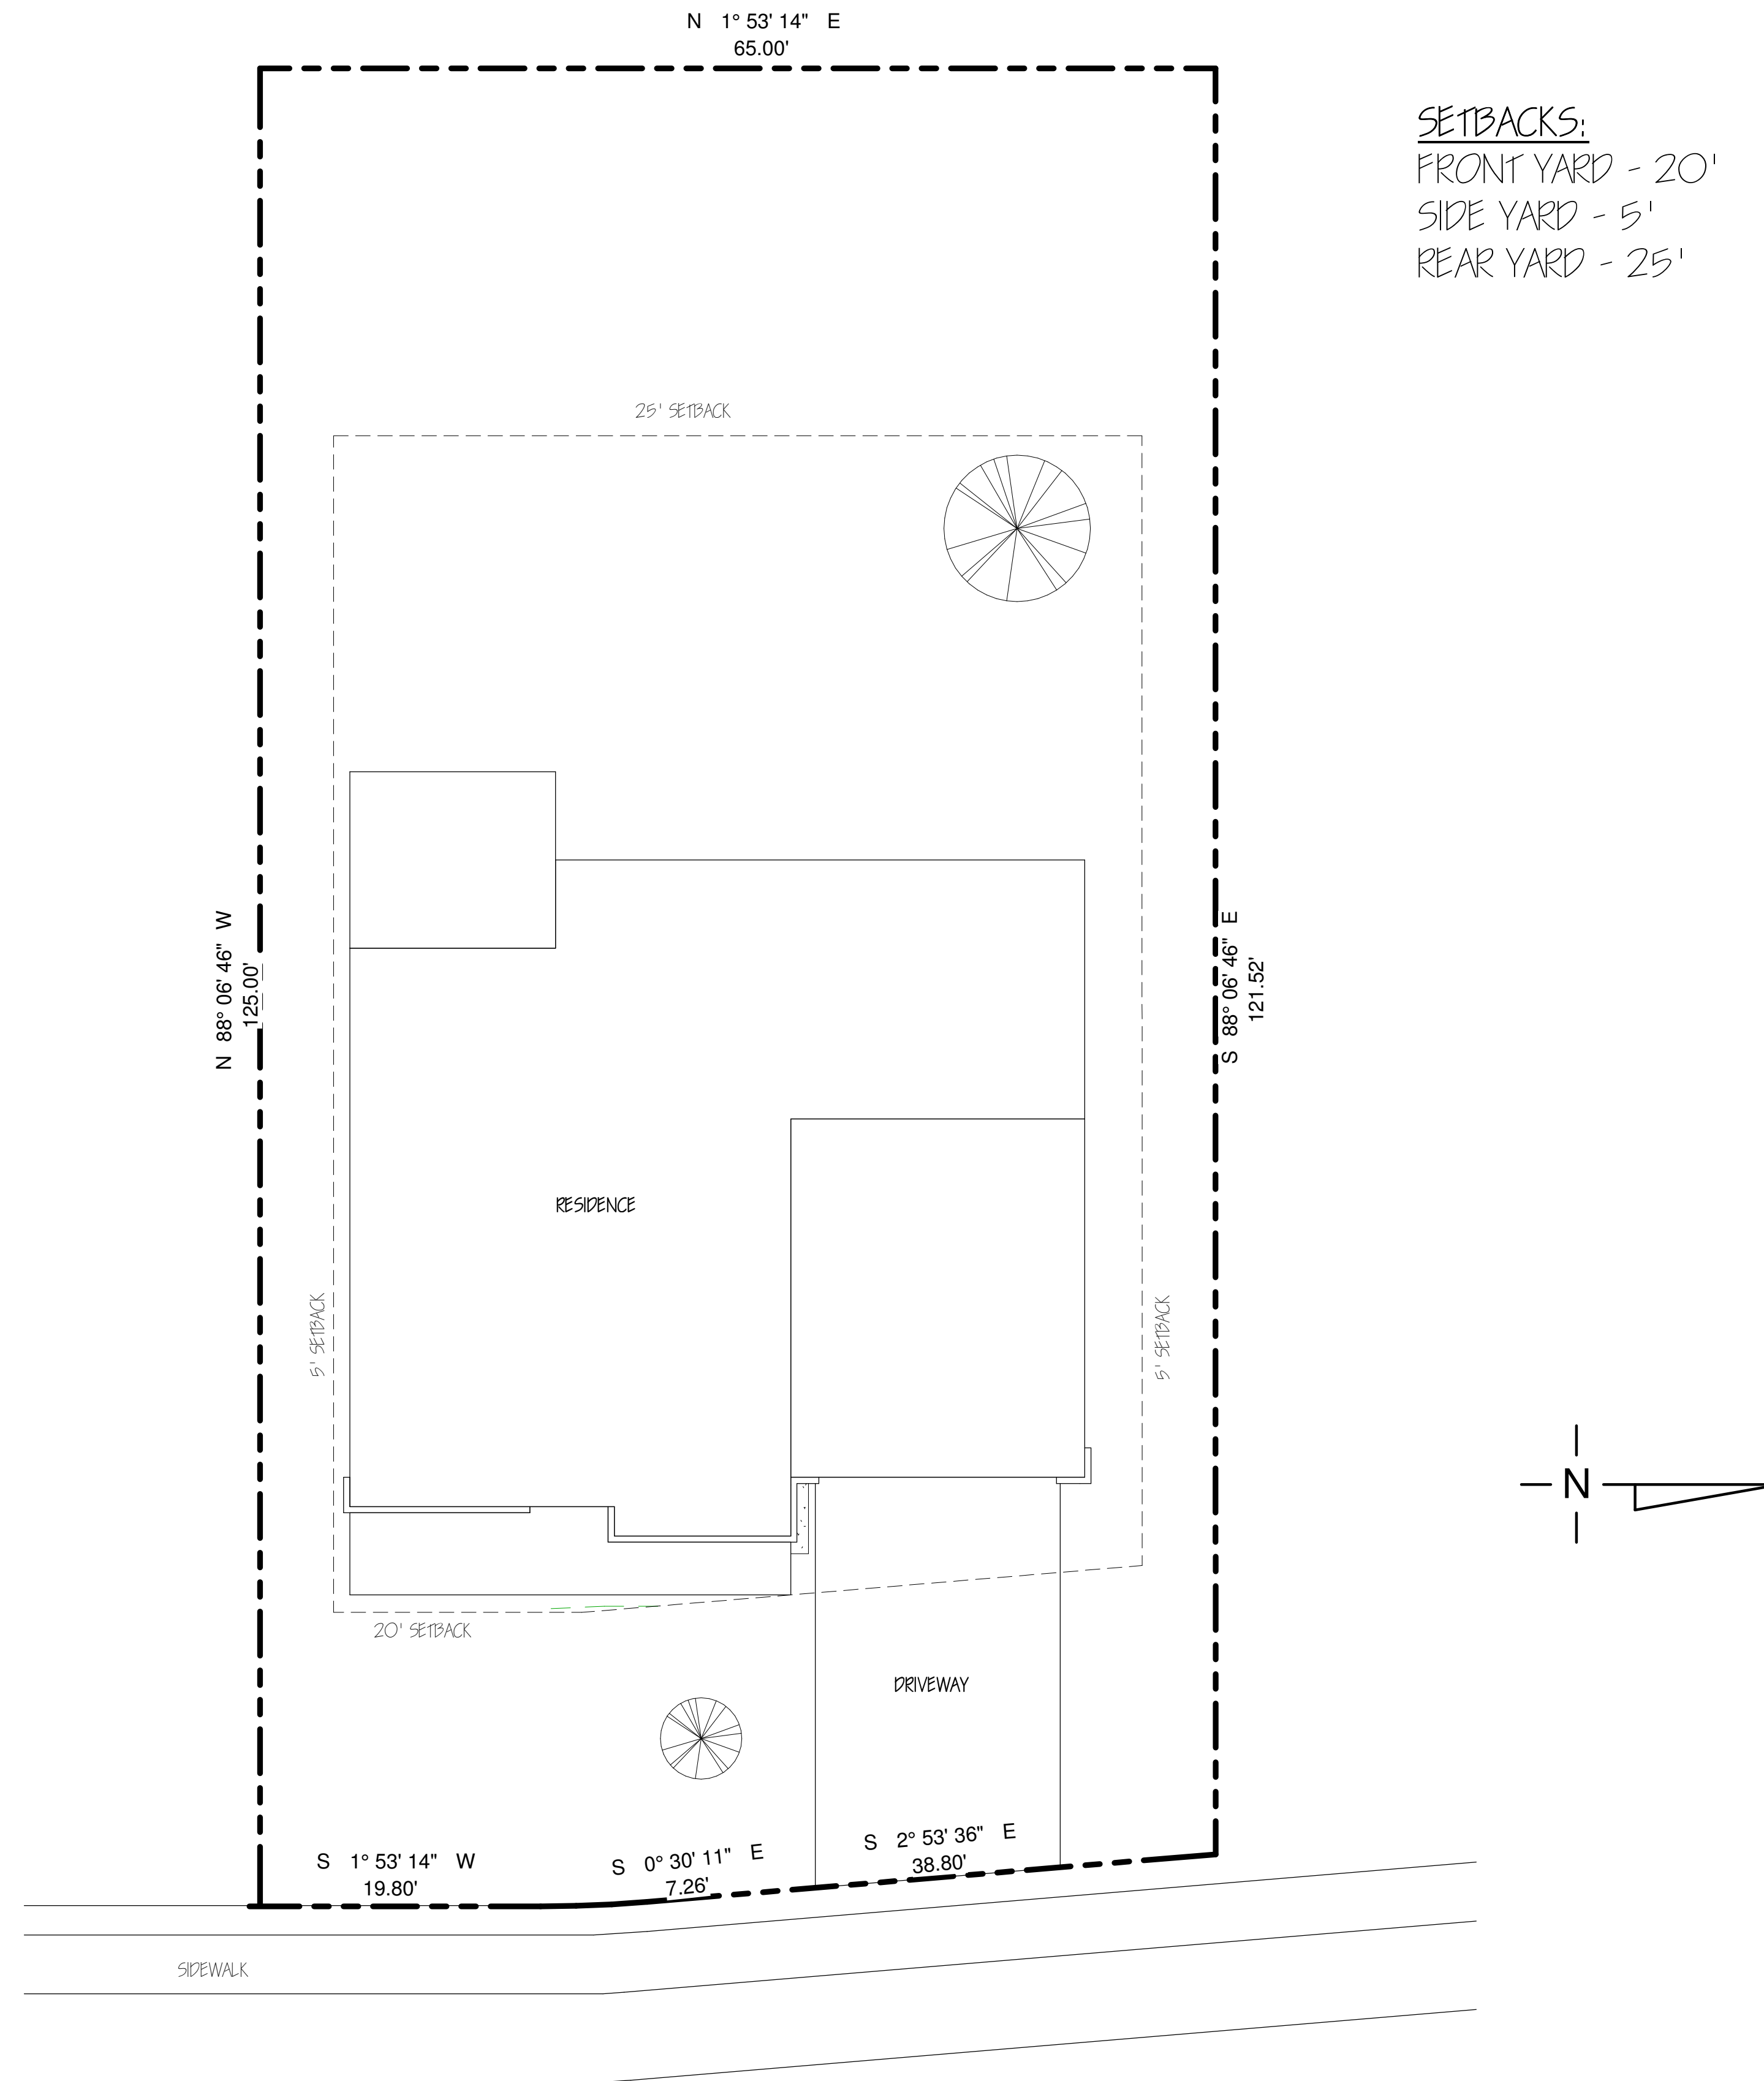 N 1° 53' 14" E
65.00'
SETBACKS:
FRONT YARD - 20'
SIDE YARD - 5'
REAR YARD - 25'
25' SETBACK
N 88° 06' 46" W
125.00'
S 88° 06' 46" E
121.52'
RESIDENCE
5' SETBACK
5' SETBACK
N
20' SETBACK
DRIVEWAY
S 1° 53' 14" W
19.80'
S 0° 30' 11" E
7.26'
S 2° 53' 36" E
38.80'
SIDEWALK